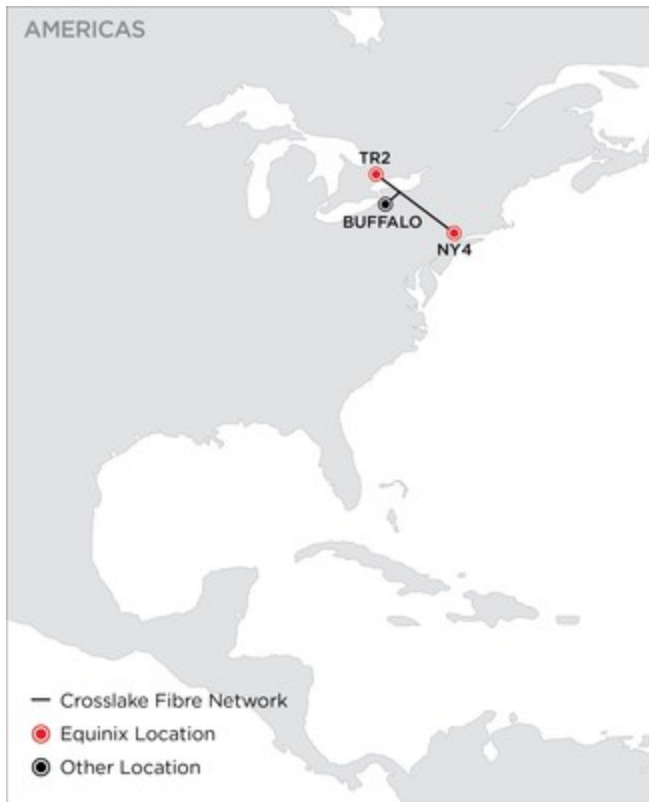 AMERICAS
TR2
BUFFALO
NY4
Crosslake Fibre Network
Equinix Location
Other Location